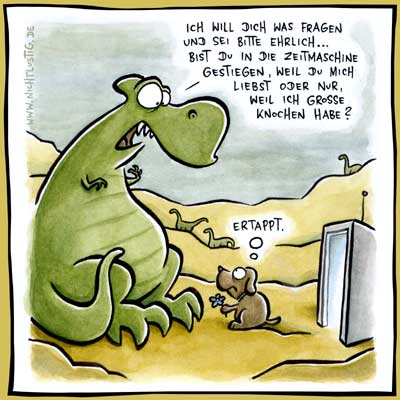 ICH WILL DICH WAS FRAGEN
UND SEI BITTE EHRLICH...
BIST DU IN DIE ZEITMASCHINE
GESTIEGEN, WEIL DU MICH
LIEBST ODER NUR,
WEIL ICH GROSSE
KNOCHEN HABE?
ERTAPPT.
WWW.NICHTLUSTIG.DE